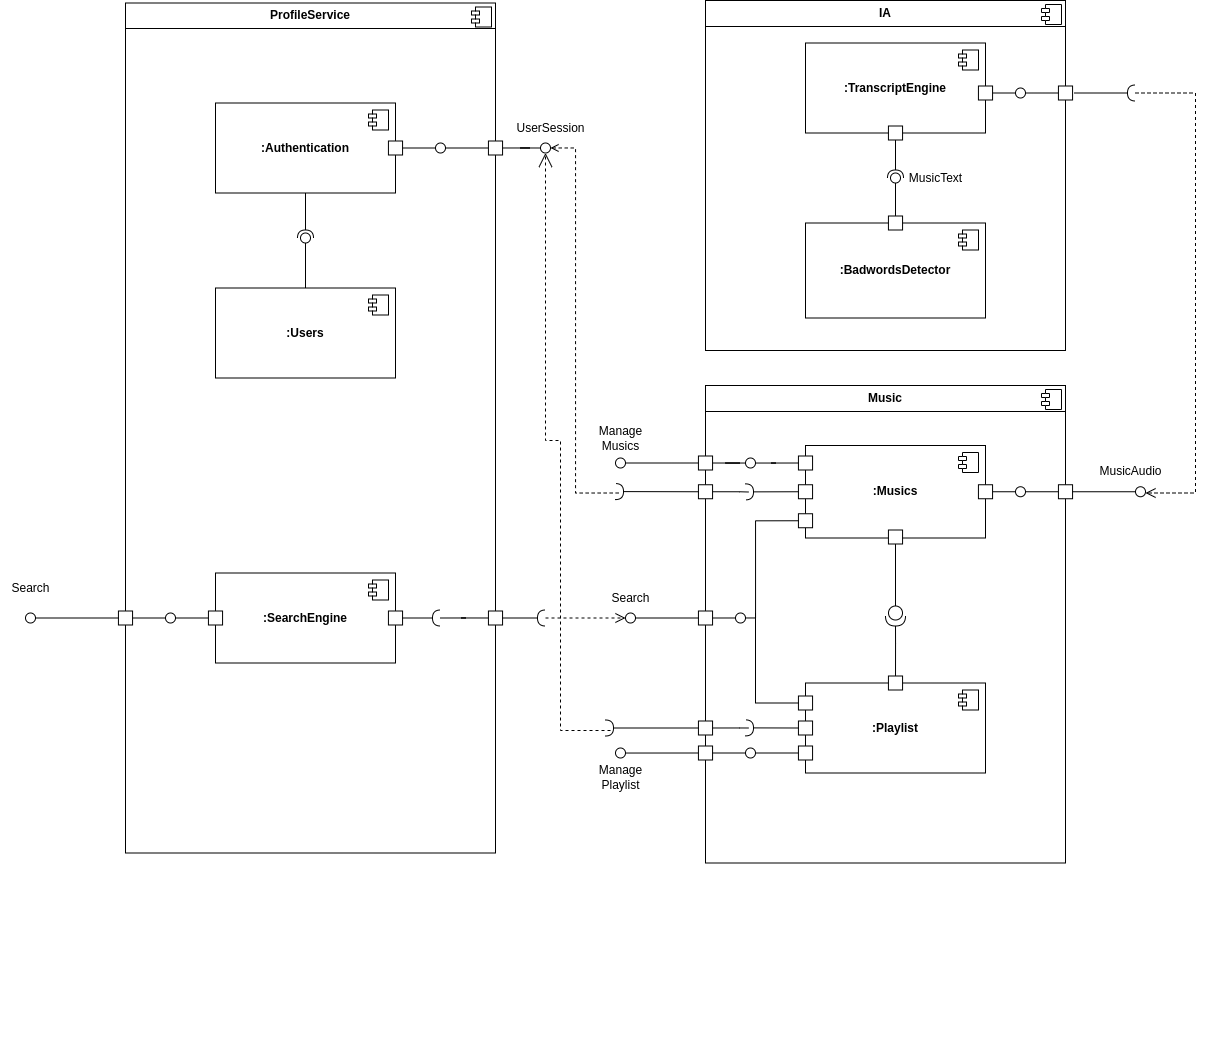 ProfileService
IA
:TranscriptEngine
UserSession
:Authentication
MusicText
:BadwordsDetector
:Users
Music
Manage
Musics
MusicAudio
:Musics
Search
Search
:SearchEngine
:Playlist
Manage
Playlist